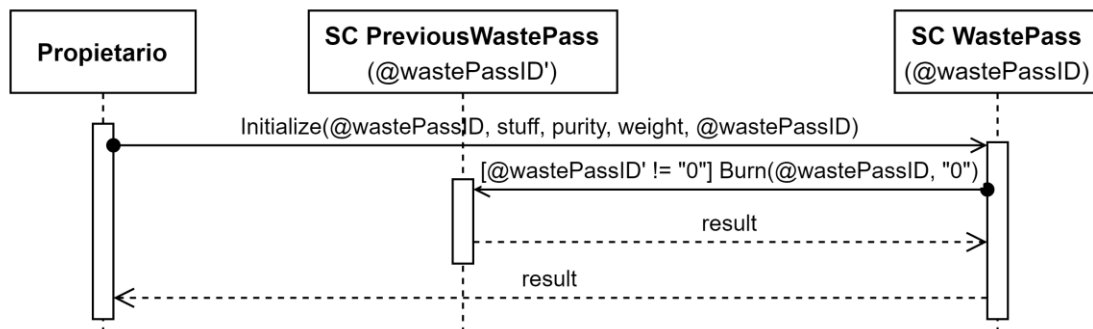 Propietario
SC PreviousWastePass
(@wastePassID')
SC WastePass
(@wastePassID)
Initialize(@wastePassID, stuff, purity, weight, @wastePassID)
[@wastePassID' != "0"] Burn(@wastePassID, "0")
result
result